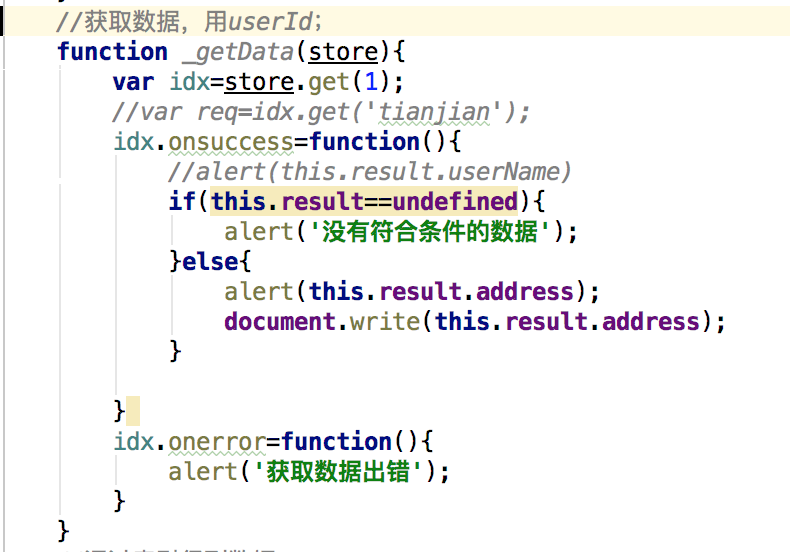 //获取数据，用userId；
function _getData(store){
var idx=store.get(1);
//var req=idx.get('tianjian');
idx.onsuccess=function(){
//alert(this.result.userName)
if(this.result==undefined){
alert('没有符合条件的数据');
}else{
alert(this.result.address);
document.write(this.result.address);
}
}
idx.onerror=function(){
alert('获取数据出错');
}
}